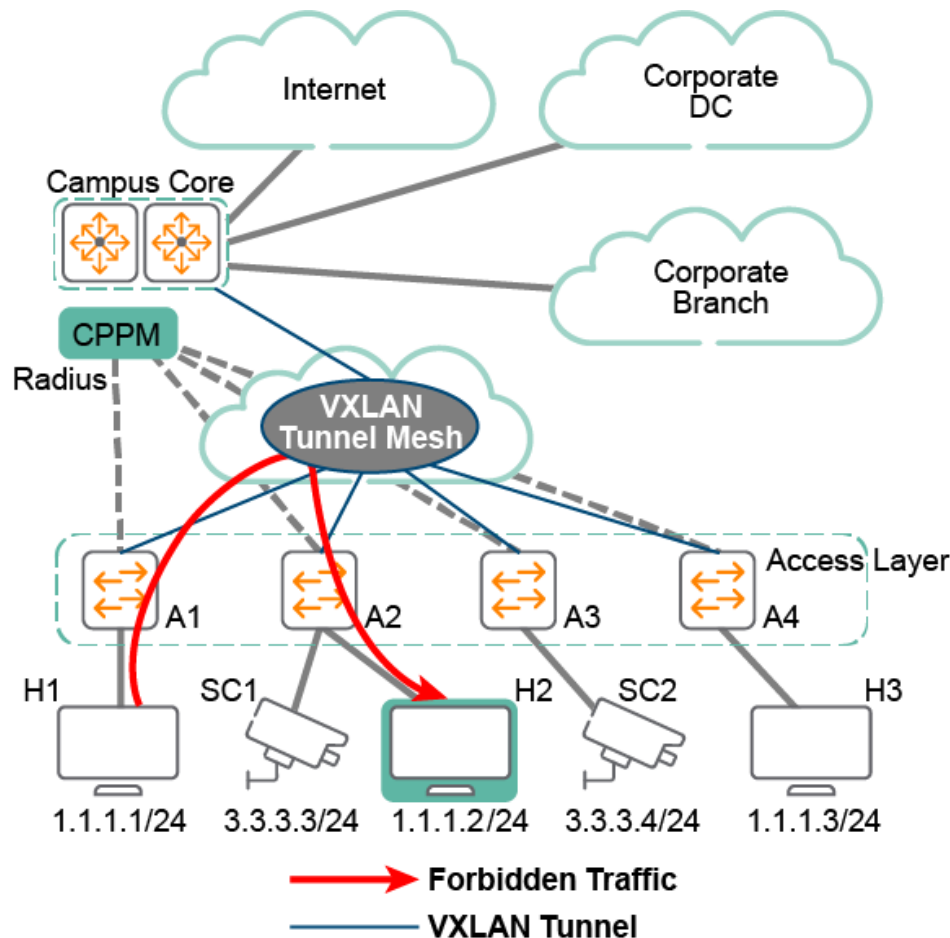 Internet
Corporate
DC
Campus Core
Corporate
Branch
CPPM
Radius
VXLAN
Tunnel Mesh
Access Layer
A1
A2
A3
A4
H1
SC1
H2
SC2
H3
1.1.1.1/24
3.3.3.3/24
1.1.1.2/24
3.3.3.4/24
1.1.1.3/24
Forbidden Traffic
VXLAN Tunnel